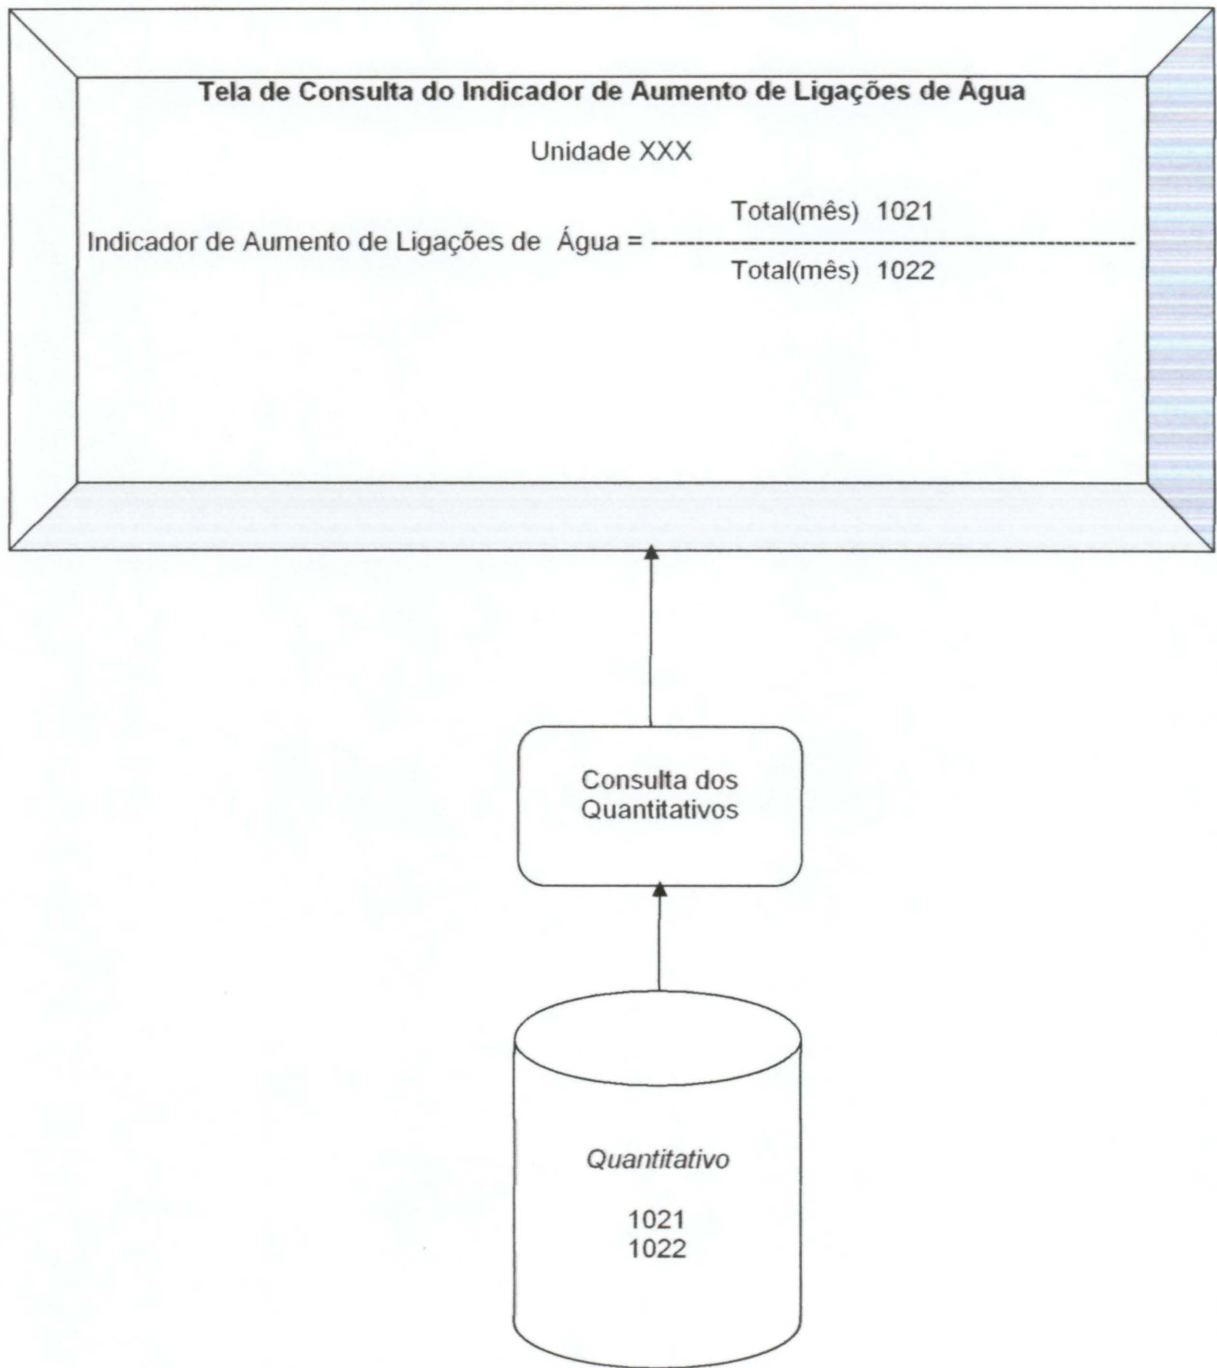 Tela de Consulta do Indicador de Aumento de Ligações de Água
Unidade XXX
Total(mês) 1021
Indicador de Aumento de Ligações de Água = ---------------------------------------------------------
Total(mês) 1022
Consulta dos
Quantitativos
Quantitativo
1021
1022